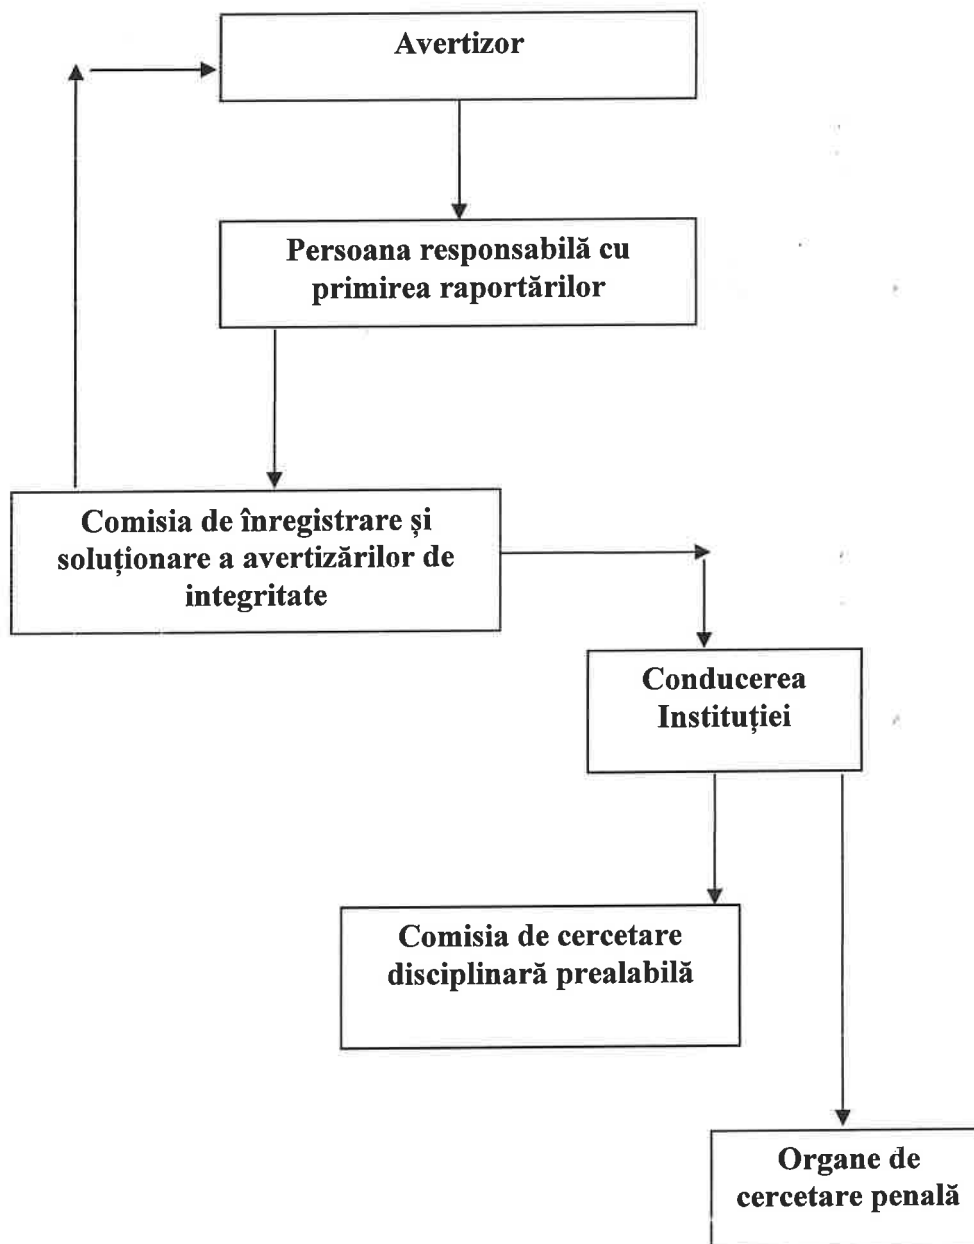 Avertizor
Persoana responsabilă cu
primirea raportărilor
Comisia de înregistrare și
soluționare a avertizărilor de
integritate
Conducerea
Instituției
Comisia de cercetare
disciplinară prealabilă
Organe de
cercetare penală